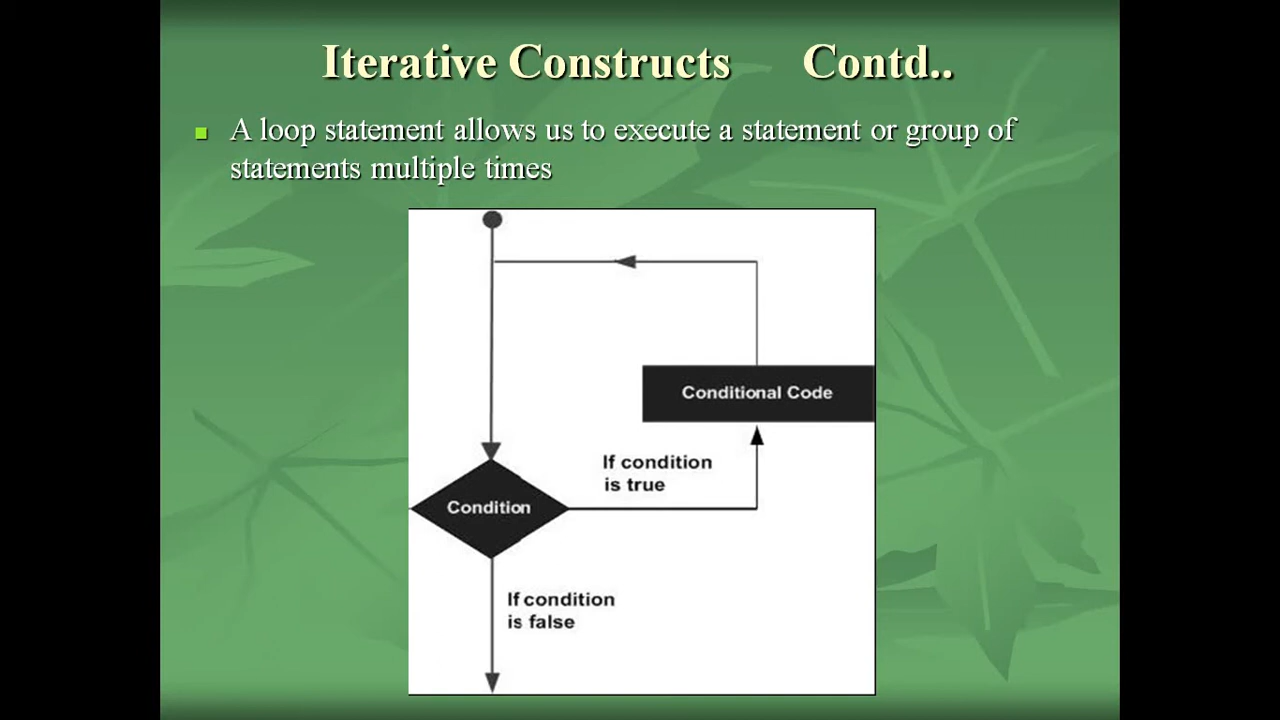 Iterative Constructs Contd..
A loop statement allows us to execute a statement or group of
statements multiple times
Conditional Code
If condition
is true
Condition
If condition
is false